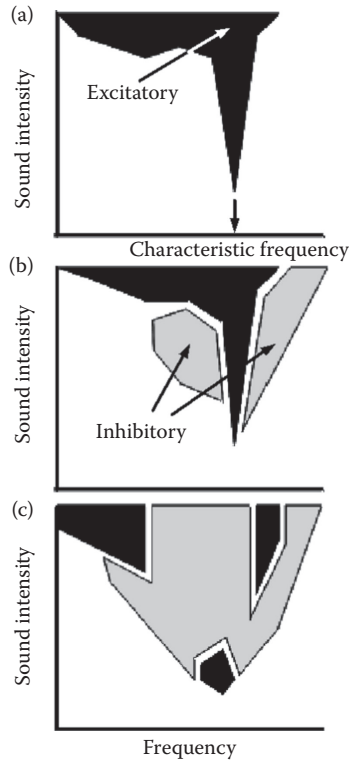 (a)
Sound intensity
Excitatory
Characteristic frequency
(b)
Sound intensity
Inhibitory
(c)
Sound intensity
Frequency